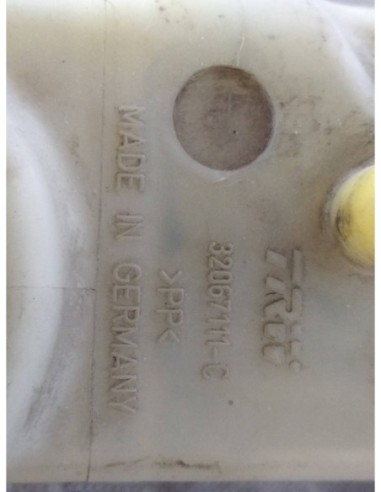 TRW
32067111-C
>PP<
MADE IN GERMANY